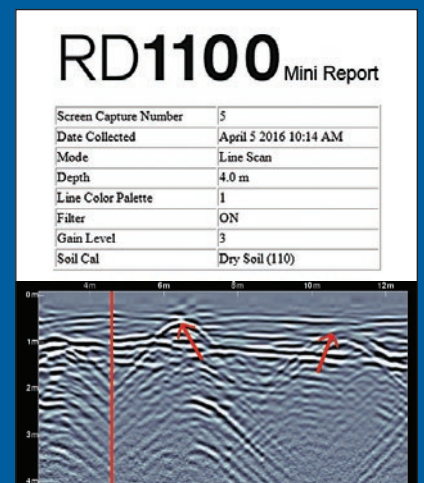 RD1100 Mini Report
Screen Capture Number 5
Date Collected April 5 2016 10:14 AM
Mode Line Scan
Depth 4.0 m
Line Color Palette 1
Filter ON
Gain Level 3
Soil Cal Dry Soil (110)
4m 6m 8m 10m 12m
0m
1m
2m
3m
4m